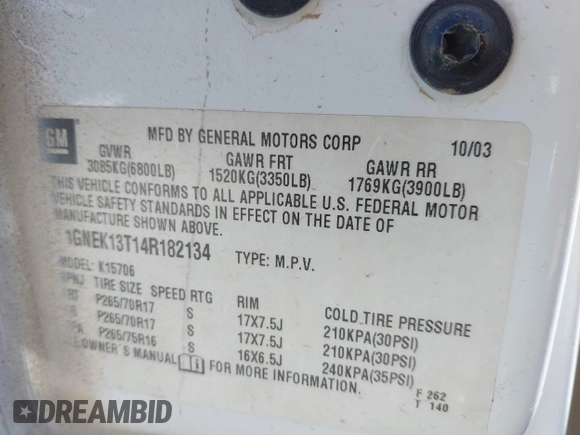 GM
MFD BY GENERAL MOTORS CORP 10/03
GVWR GAWR FRT GAWR RR
3085KG(6800LB) 1520KG(3350LB) 1769KG(3900LB)
THIS VEHICLE CONFORMS TO ALL APPLICABLE U.S. FEDERAL MOTOR
VEHICLE SAFETY STANDARDS IN EFFECT ON THE DATE OF
MANUFACTURE SHOWN ABOVE.
1GNEK13T14R182134 TYPE: M.P.V.
MODEL: K15706
TIRE SIZE SPEED RTG RIM COLD TIRE PRESSURE
P265/70R17 S 17X7.5J 210KPA(30PSI)
P265/70R17 S 17X7.5J 210KPA(30PSI)
P265/75R16 S 16X6.5J 240KPA(35PSI)
OWNER'S MANUAL FOR MORE INFORMATION.
F 262
T 140
DREAMBID